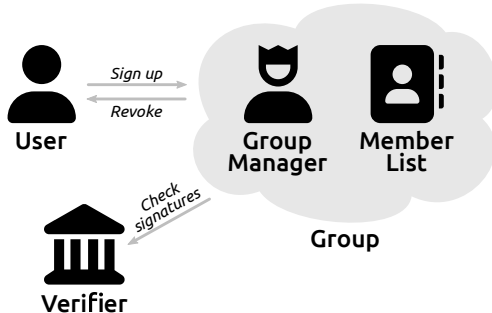 Sign up
Revoke
User
Group
Manager
Member
List
Check
signatures
Group
Verifier